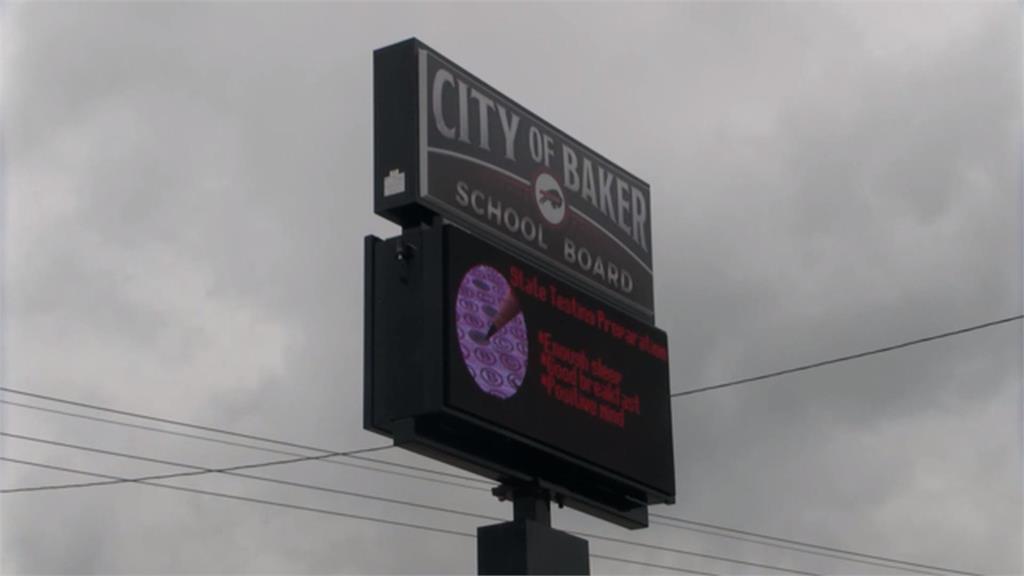 CITY OF BAKER
SCHOOL BOARD
State Testing Preparation
*Enough sleep
*Good breakfast
*Positive mind